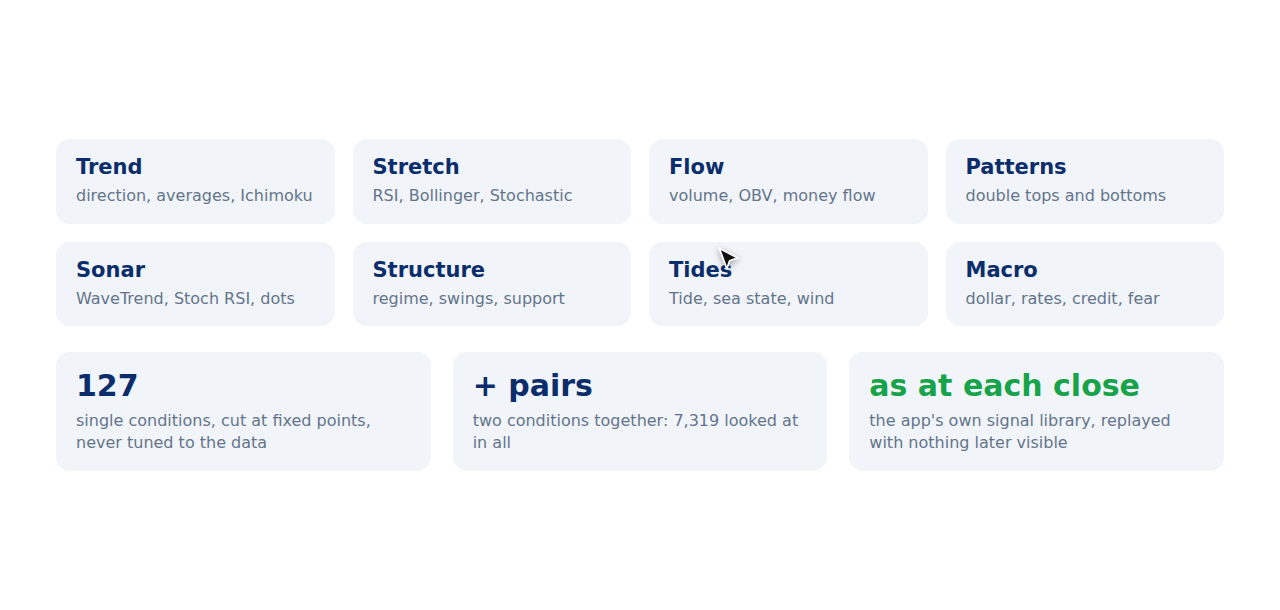 Trend
direction, averages, Ichimoku
Stretch
RSI, Bollinger, Stochastic
Flow
volume, OBV, money flow
Patterns
double tops and bottoms
Sonar
WaveTrend, Stoch RSI, dots
Structure
regime, swings, support
Tides
Tide, sea state, wind
Macro
dollar, rates, credit, fear
127
single conditions, cut at fixed points,
never tuned to the data
+ pairs
two conditions together: 7,319 looked at
in all
as at each close
the app's own signal library, replayed
with nothing later visible